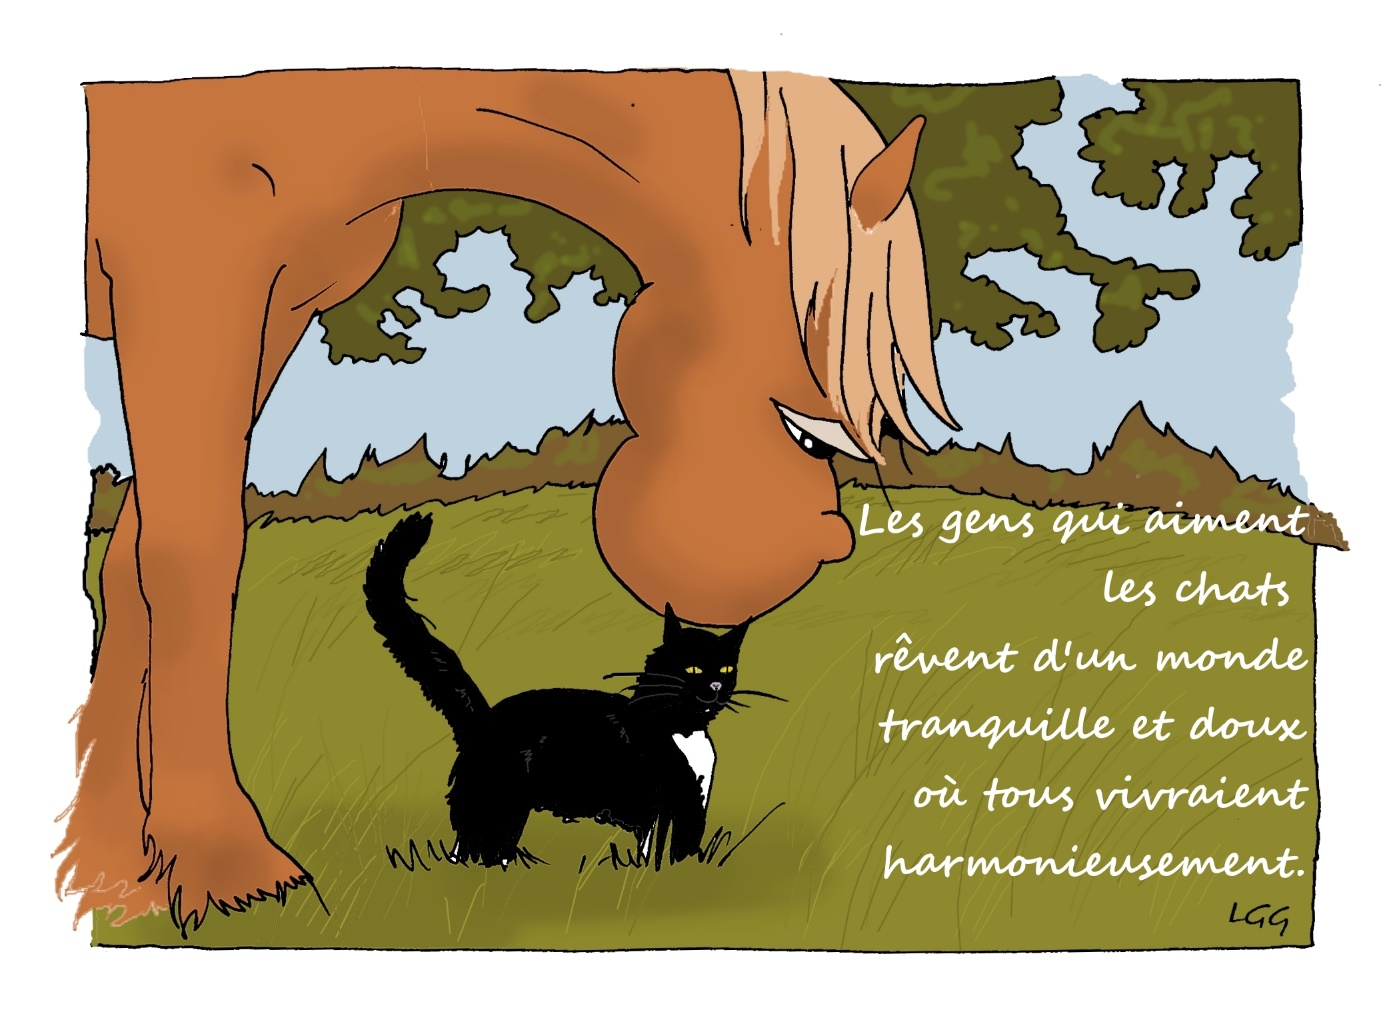 Les gens qui aiment
les chats
rêvent d'un monde
tranquille et doux
où tous vivraient
harmonieusement.
LGG